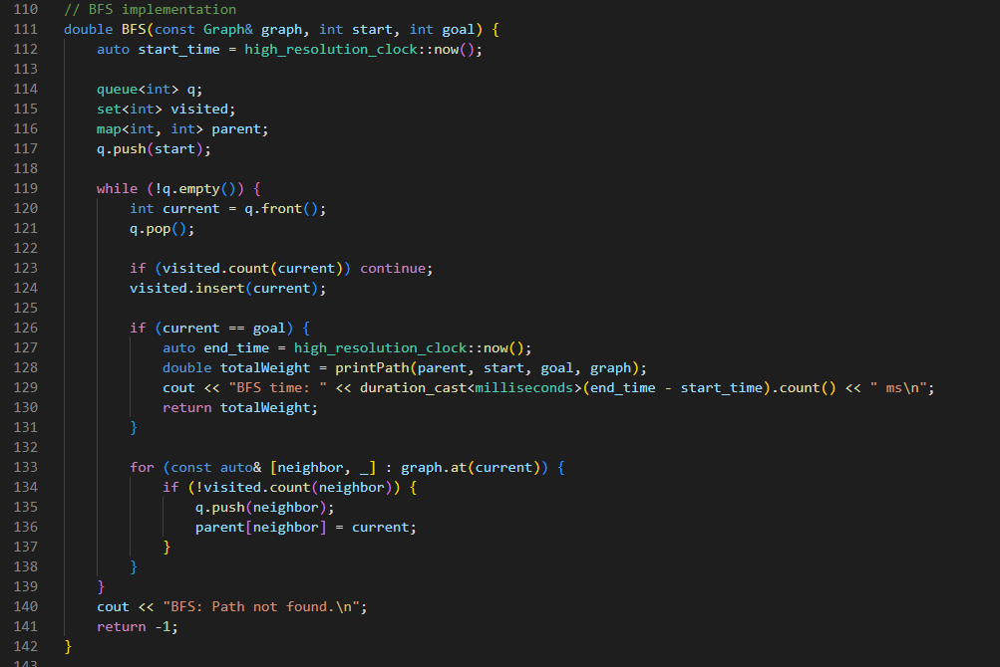 110 // BFS implementation
111 double BFS(const Graph& graph, int start, int goal) {
112     auto start_time = high_resolution_clock::now();
113
114     queue<int> q;
115     set<int> visited;
116     map<int, int> parent;
117     q.push(start);
118
119     while (!q.empty()) {
120         int current = q.front();
121         q.pop();
122
123         if (visited.count(current)) continue;
124         visited.insert(current);
125
126         if (current == goal) {
127             auto end_time = high_resolution_clock::now();
128             double totalWeight = printPath(parent, start, goal, graph);
129             cout << "BFS time: " << duration_cast<milliseconds>(end_time - start_time).count() << " ms\n";
130             return totalWeight;
131         }
132
133         for (const auto& [neighbor, _] : graph.at(current)) {
134             if (!visited.count(neighbor)) {
135                 q.push(neighbor);
136                 parent[neighbor] = current;
137             }
138         }
139     }
140     cout << "BFS: Path not found.\n";
141     return -1;
142 }
143